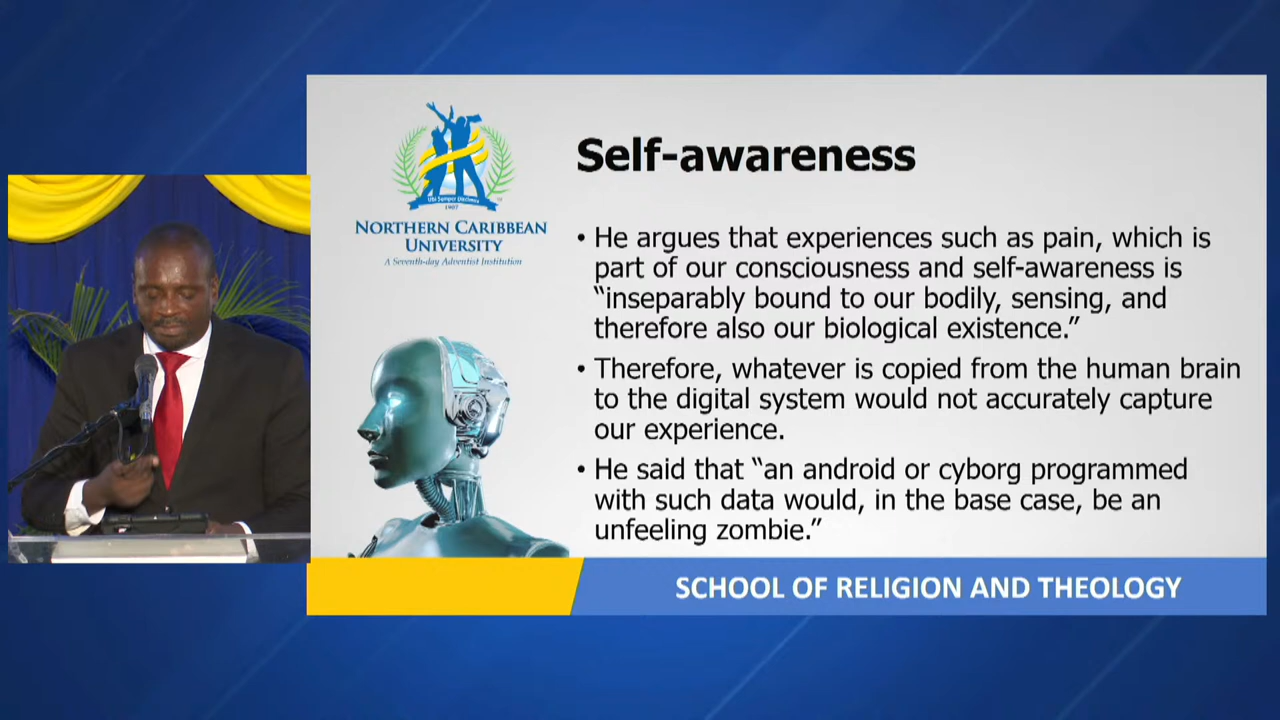 Self-awareness
Ubi Semper Discimus
1907
NORTHERN CARIBBEAN
UNIVERSITY
A Seventh-day Adventist Institution
• He argues that experiences such as pain, which is
part of our consciousness and self-awareness is
“inseparably bound to our bodily, sensing, and
therefore also our biological existence.”
• Therefore, whatever is copied from the human brain
to the digital system would not accurately capture
our experience.
• He said that “an android or cyborg programmed
with such data would, in the base case, be an
unfeeling zombie.”
SCHOOL OF RELIGION AND THEOLOGY